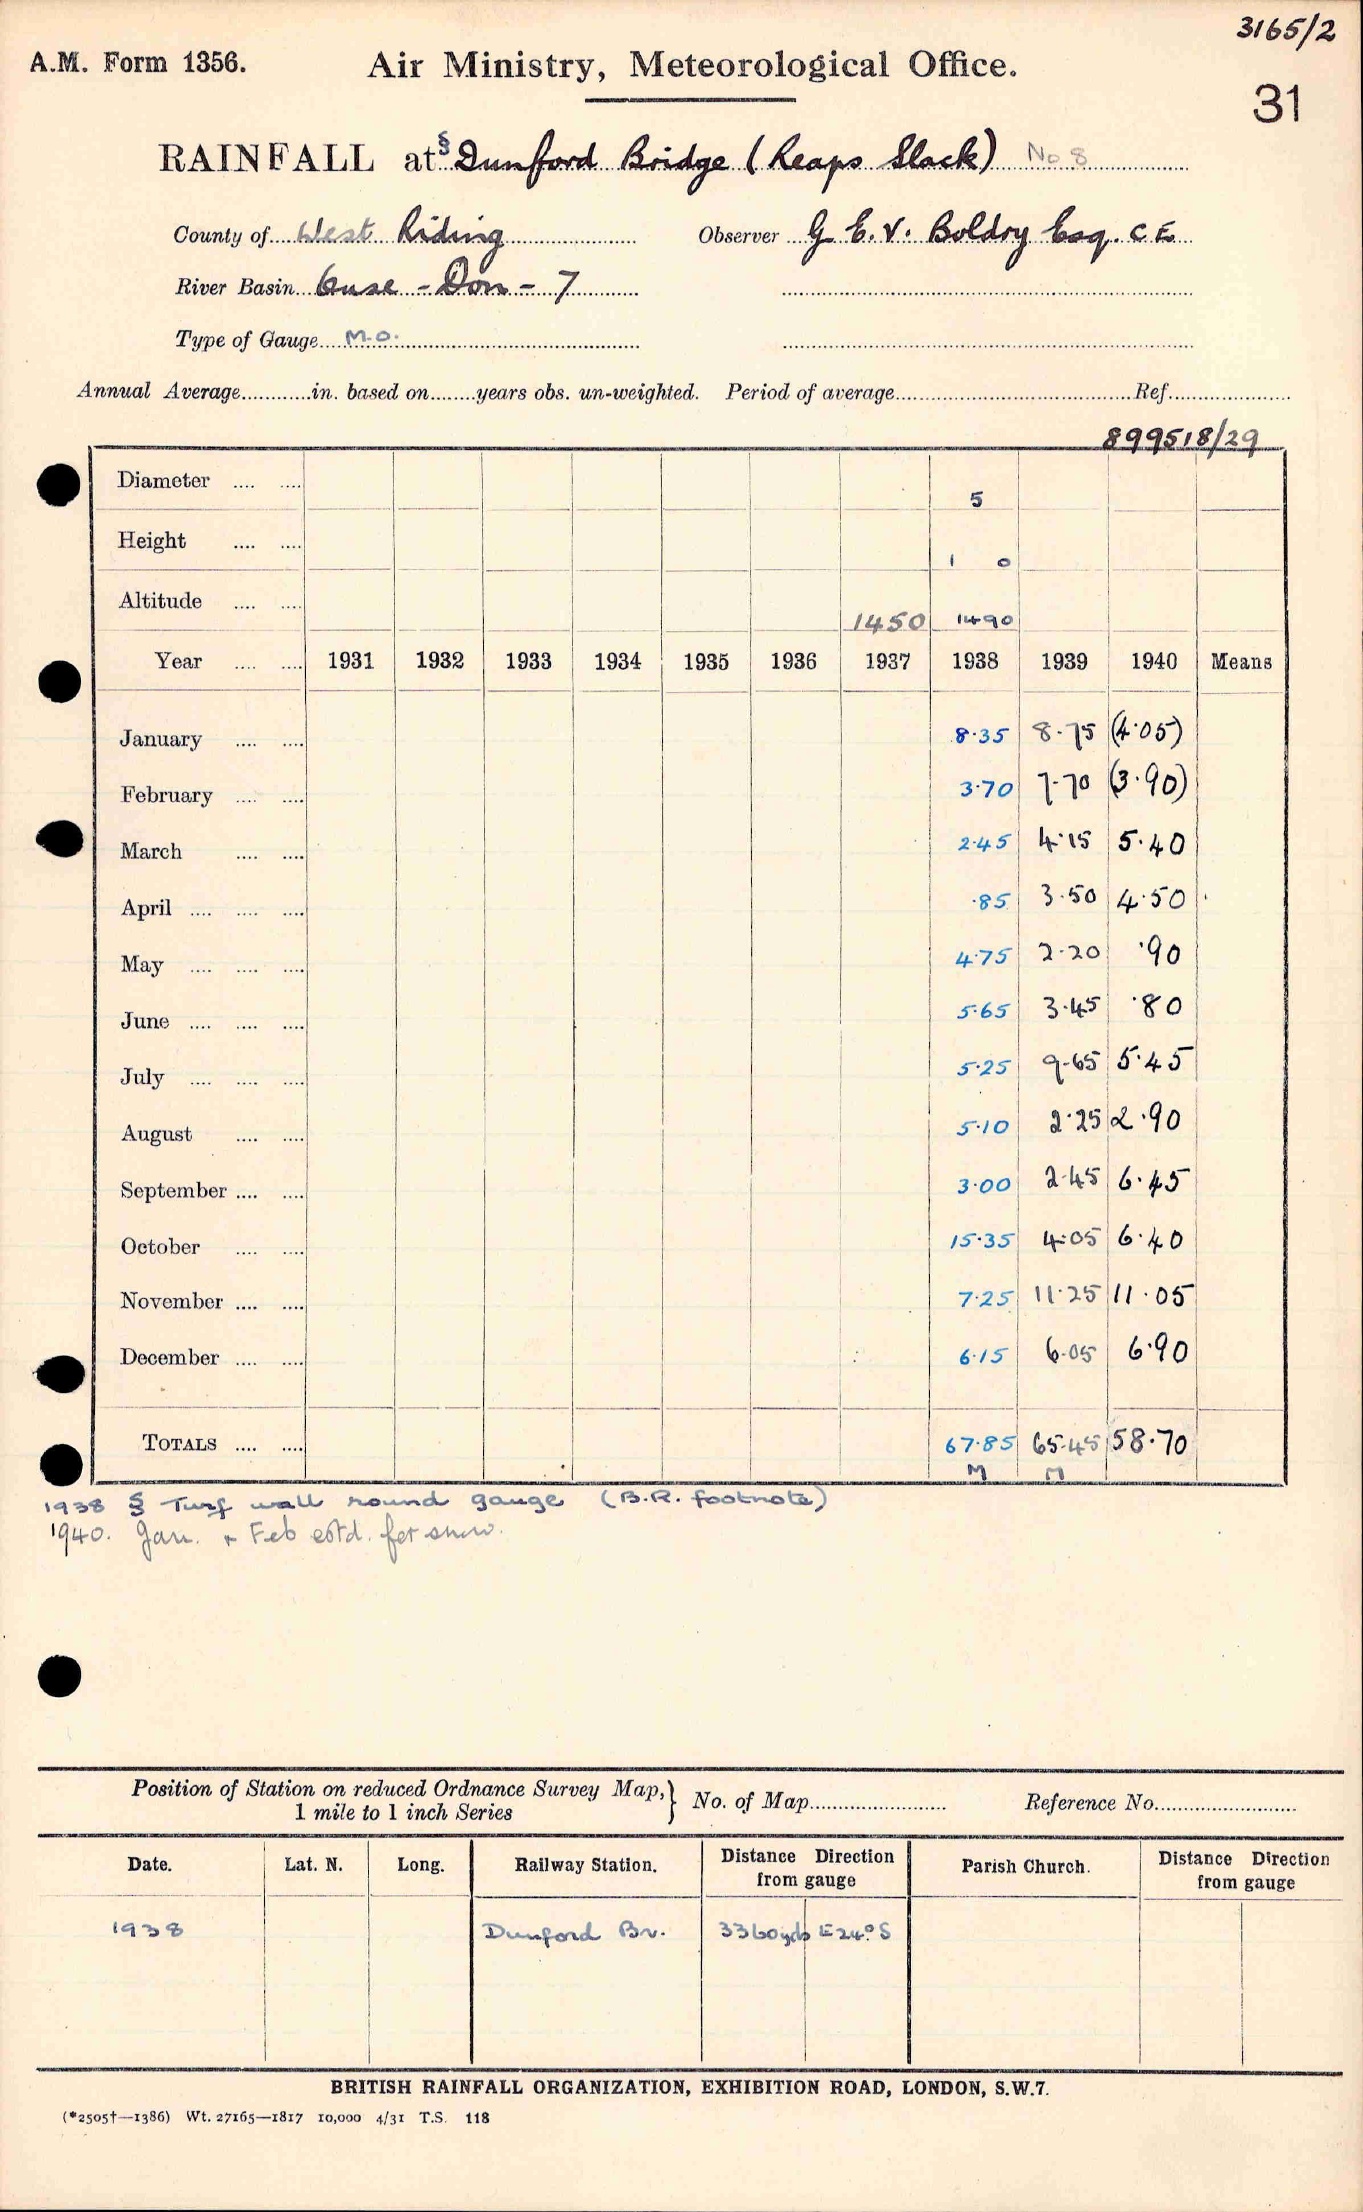 3165/2
A.M. Form 1356. Air Ministry, Meteorological Office.
31
RAINFALL at § Dunford Bridge (Reaps Slack) No 8
County of West Riding Observer G. E. V. Boldry Esq. C E
River Basin Ouse - Don - 7
Type of Gauge M.O.
Annual Average............in. based on........years obs. un-weighted. Period of average............Ref............
899518/29
Diameter .... .... 5
Height .... .... 1 0
Altitude .... .... 1450 1490
Year .... .... 1931 1932 1933 1934 1935 1936 1937 1938 1939 1940 Means
January .... .... 8·35 8·75 (4·05)
February .... .... 3·70 7·70 (3·90)
March .... .... 2·45 4·15 5·40
April .... .... .... ·85 3·50 4·50
May .... .... .... 4·75 2·20 ·90
June .... .... .... 5·65 3·45 ·80
July .... .... .... 5·25 9·65 5·45
August .... .... 5·10 2·25 2·90
September .... .... 3·00 2·45 6·45
October .... .... 15·35 4·05 6·40
November .... .... 7·25 11·25 11·05
December .... .... 6·15 6·05 6·90
TOTALS .... .... 67·85 65·45 58·70
M M
1938 § Turf wall round gauge (B.R. footnote)
1940. Jan. + Feb estd. for snow.
Position of Station on reduced Ordnance Survey Map, } No. of Map............ Reference No............
1 mile to 1 inch Series
Date. Lat. N. Long. Railway Station. Distance Direction from gauge Parish Church. Distance Direction from gauge
1938 Dunford Br. 3360yds E24°S
BRITISH RAINFALL ORGANIZATION, EXHIBITION ROAD, LONDON, S.W.7.
(*2505†—1386) Wt. 27165—1817 10,000 4/31 T.S. 118